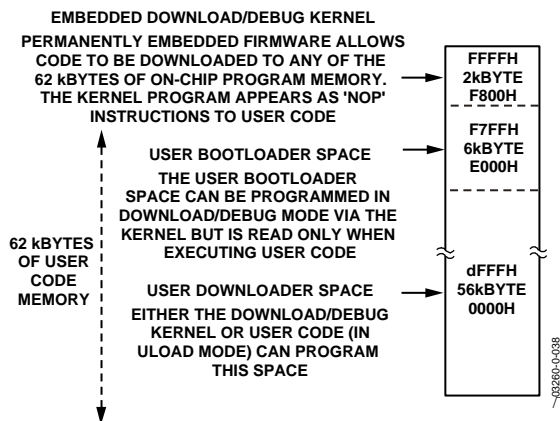 EMBEDDED DOWNLOAD/DEBUG KERNEL
PERMANENTLY EMBEDDED FIRMWARE ALLOWS
CODE TO BE DOWNLOADED TO ANY OF THE
62 kBYTES OF ON-CHIP PROGRAM MEMORY.
THE KERNEL PROGRAM APPEARS AS 'NOP'
INSTRUCTIONS TO USER CODE
FFFFH
2kBYTE
F800H
USER BOOTLOADER SPACE
THE USER BOOTLOADER
SPACE CAN BE PROGRAMMED IN
DOWNLOAD/DEBUG MODE VIA THE
KERNEL BUT IS READ ONLY WHEN
EXECUTING USER CODE
F7FFH
6kBYTE
E000H
62 kBYTES
OF USER
CODE
MEMORY
USER DOWNLOADER SPACE
EITHER THE DOWNLOAD/DEBUG
KERNEL OR USER CODE (IN
ULOAD MODE) CAN PROGRAM
THIS SPACE
dFFFH
56kBYTE
0000H
03260-0-038